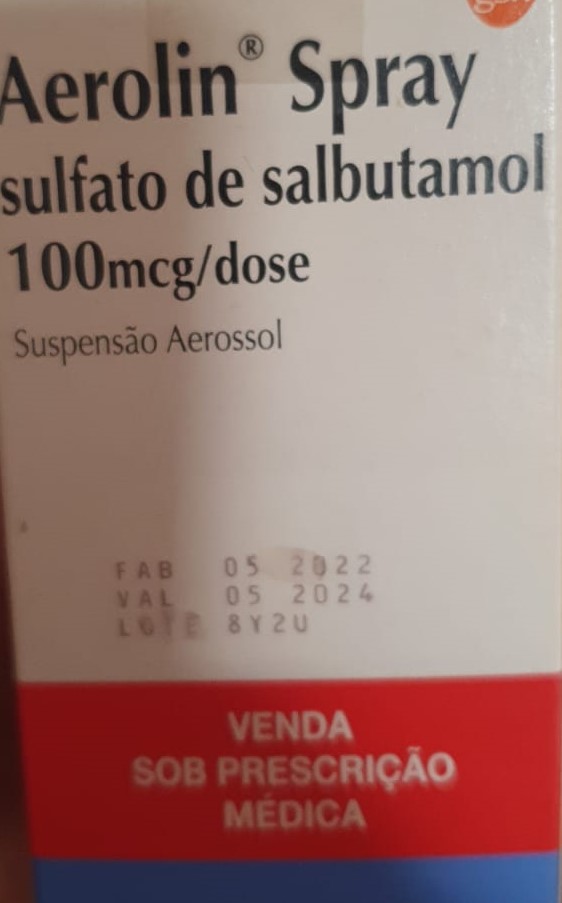 Aerolin® Spray
sulfato de salbutamol
100mcg/dose
Suspensão Aerossol
FAB 05 2022
VAL 05 2024
LOTE 8Y2U
VENDA
SOB PRESCRIÇÃO
MÉDICA